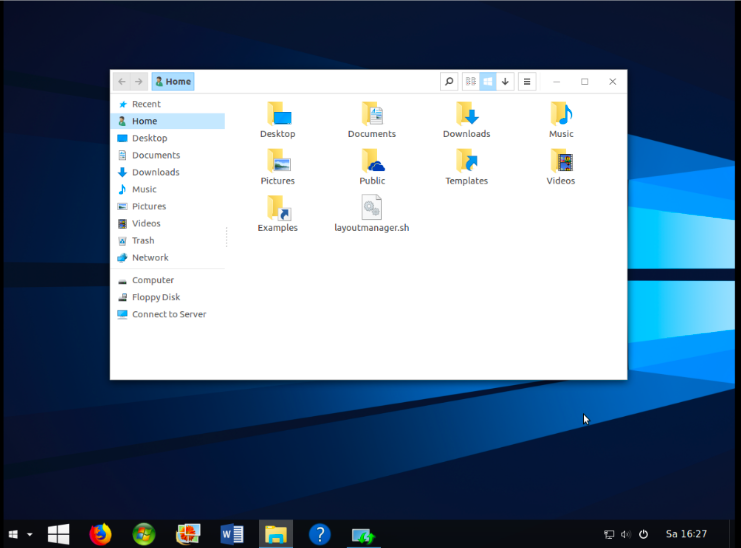 Home
Recent
Home
Desktop
Documents
Downloads
Music
Pictures
Videos
Trash
Network
Computer
Floppy Disk
Connect to Server
Desktop Documents Downloads Music
Pictures Public Templates Videos
Examples layoutmanager.sh
W ? Sa 16:27